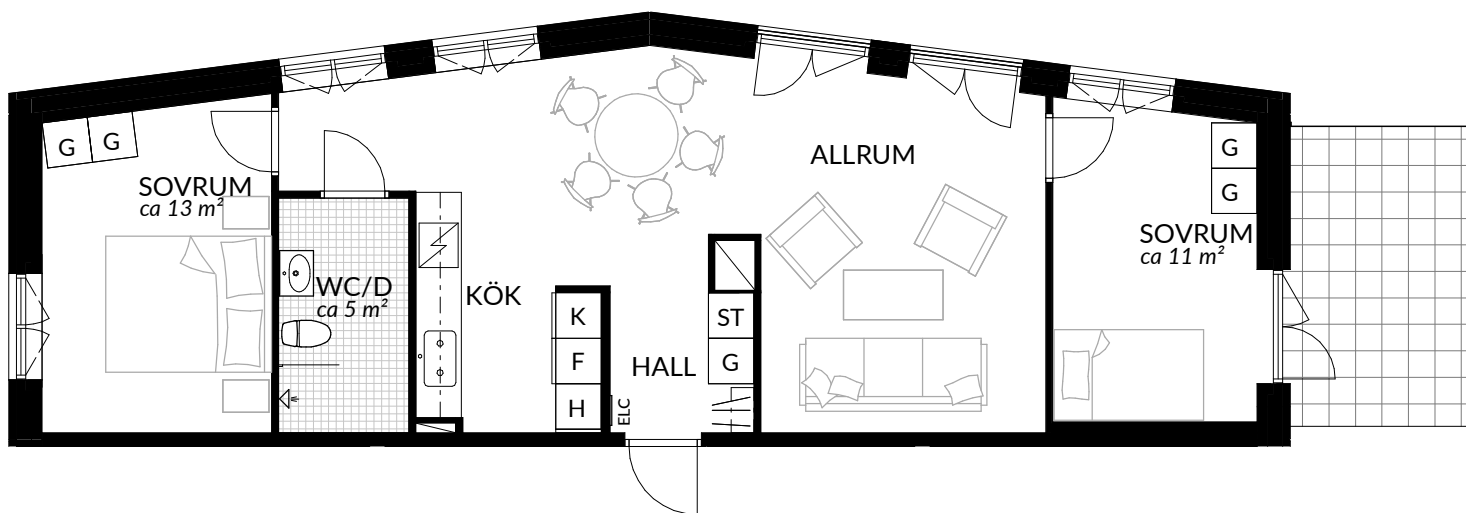 G G
SOVRUM
ca 13 m²
WC/D
ca 5 m²
KÖK
K
F
H
HALL
ELC
ST
G
ALLRUM
G
G
SOVRUM
ca 11 m²